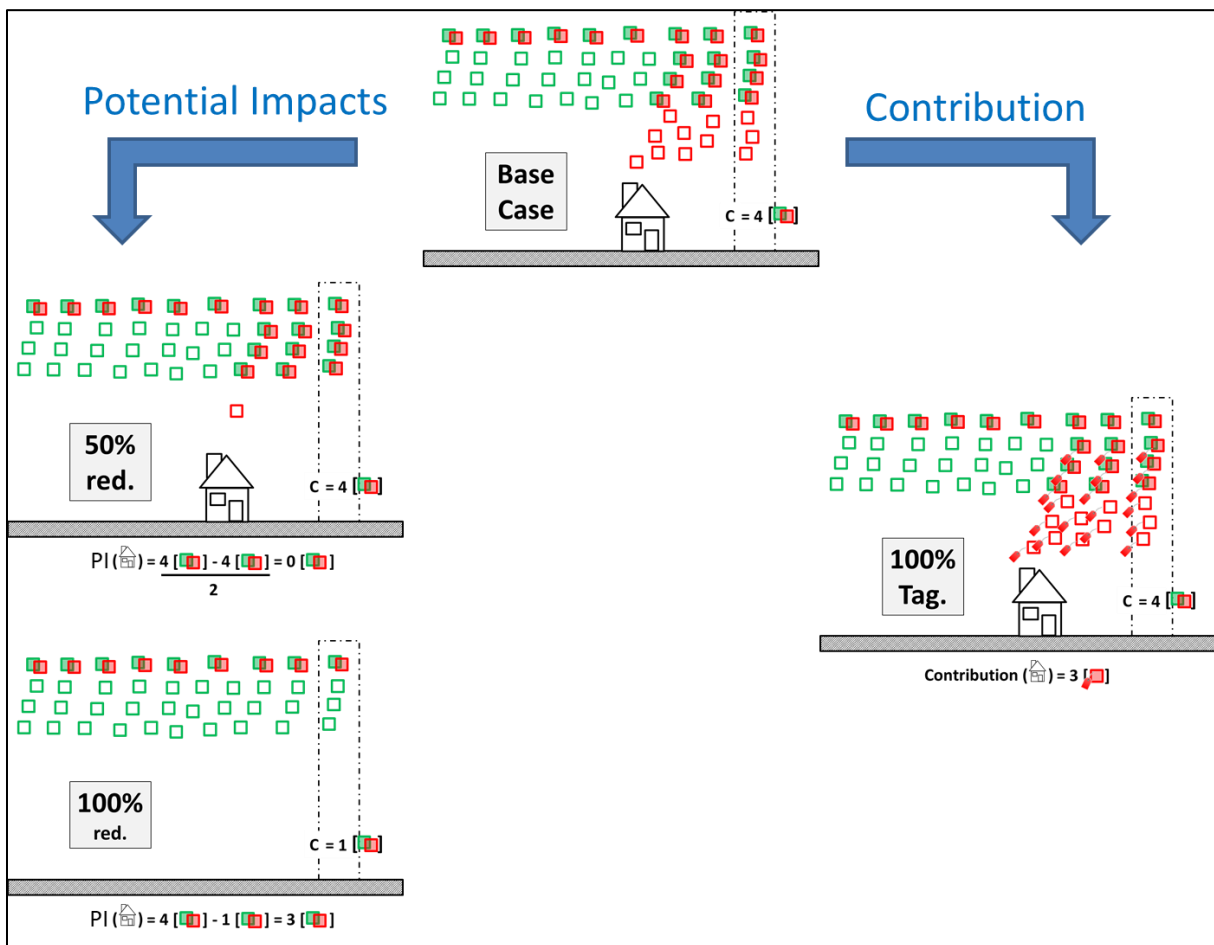 Potential Impacts
Contribution
Base
Case
C = 4 [ ]
50%
red.
C = 4 [ ]
PI ( ) = 4 [ ] - 4 [ ] = 0 [ ]
2
100%
Tag.
C = 4 [ ]
Contribution ( ) = 3 [ ]
100%
red.
C = 1 [ ]
PI ( ) = 4 [ ] - 1 [ ] = 3 [ ]